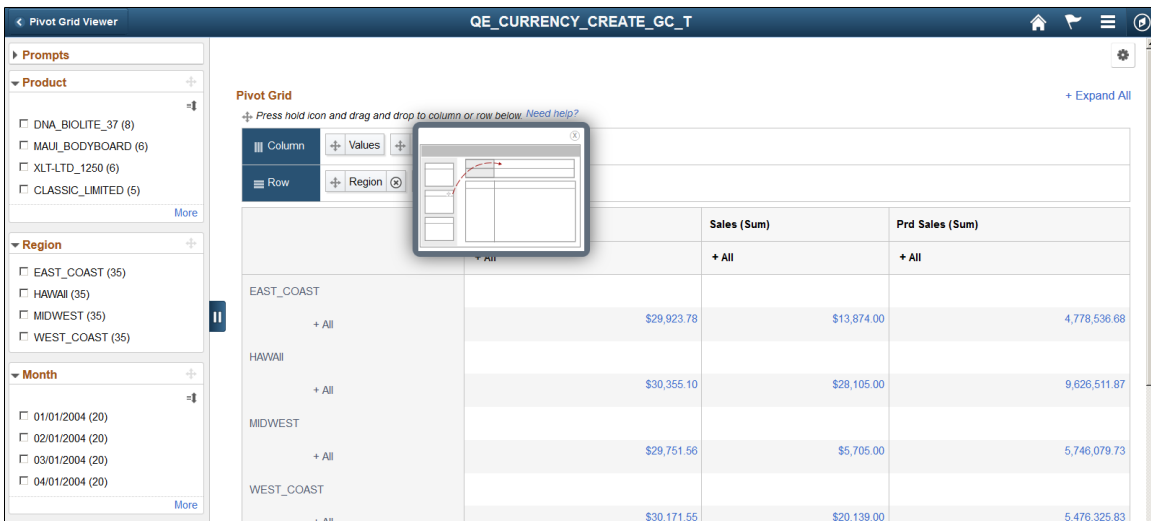 Pivot Grid Viewer
QE_CURRENCY_CREATE_GC_T
Prompts
Product
DNA_BIOLITE_37 (8)
MAUI_BODYBOARD (6)
XLT-LTD_1250 (6)
CLASSIC_LIMITED (5)
More
Region
EAST_COAST (35)
HAWAII (35)
MIDWEST (35)
WEST_COAST (35)
Month
01/01/2004 (20)
02/01/2004 (20)
03/01/2004 (20)
04/01/2004 (20)
More
Pivot Grid
+ Expand All
Press hold icon and drag and drop to column or row below. Need help?
Column Values
Row Region
Sales (Sum) Prd Sales (Sum)
+ All + All + All
EAST_COAST
+ All $29,923.78 $13,874.00 4,778,536.68
HAWAII
+ All $30,355.10 $28,105.00 9,626,511.87
MIDWEST
+ All $29,751.56 $5,705.00 5,746,079.73
WEST_COAST
+ All $30,171.55 $20,139.00 5,476,325.83